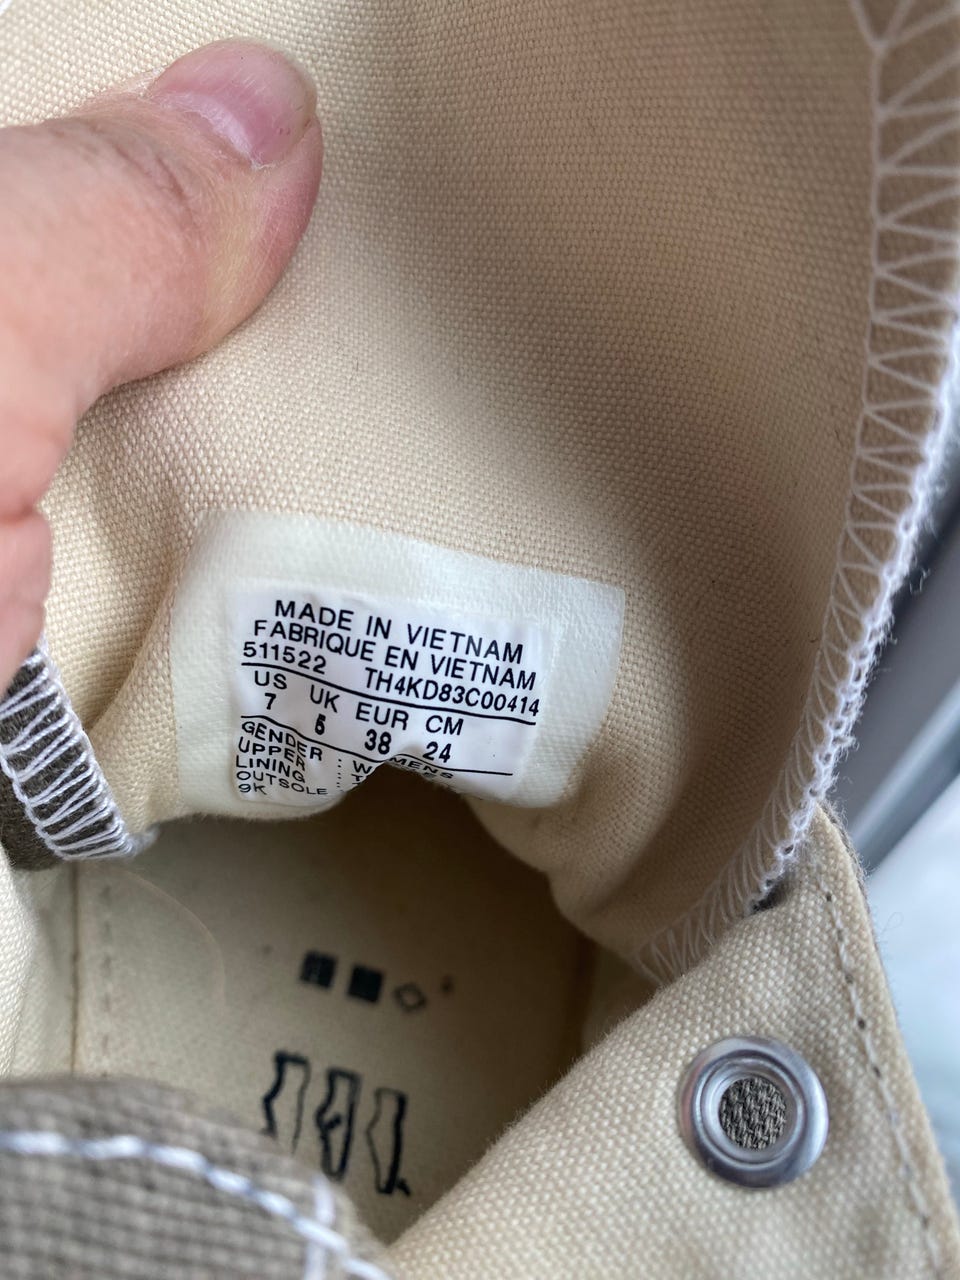 MADE IN VIETNAM
FABRIQUE EN VIETNAM
511522 TH4KD83C00414
US UK EUR CM
7 5 38 24
GENDER :
UPPER :
LINING :
OUTSOLE :
9K